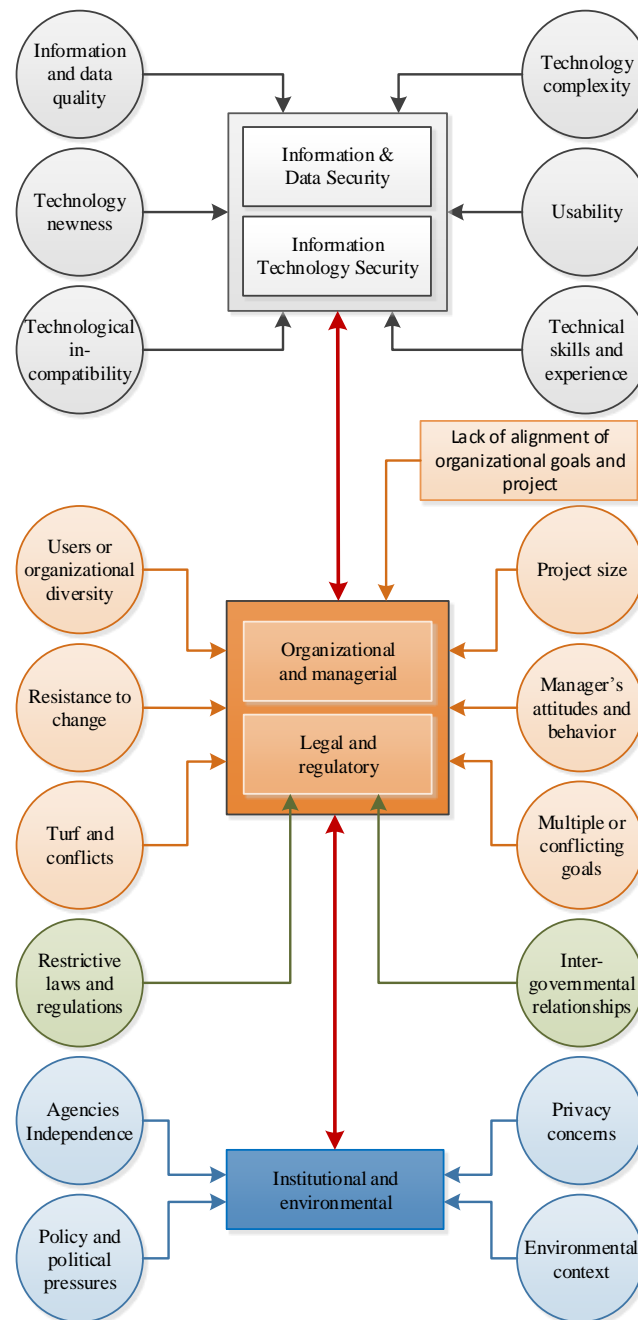 Information
and data
quality
Technology
complexity
Information &
Data Security
Technology
newness
Usability
Information
Technology Security
Technological
in-
compatibility
Technical
skills and
experience
Lack of alignment of
organizational goals and
project
Users or
organizational
diversity
Project size
Organizational
and managerial
Resistance to
change
Manager's
attitudes and
behavior
Legal and
regulatory
Turf and
conflicts
Multiple or
conflicting
goals
Restrictive
laws and
regulations
Inter-
governmental
relationships
Agencies
Independence
Privacy
concerns
Institutional and
environmental
Policy and
political
pressures
Environmental
context